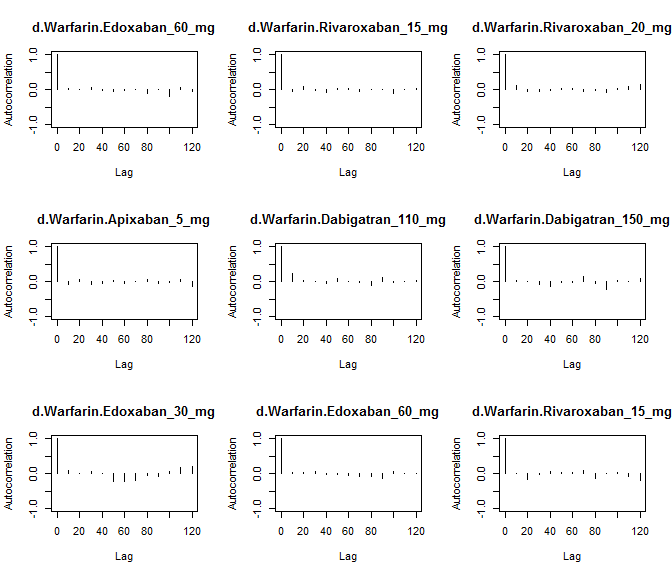 d.Warfarin.Edoxaban_60_mg
d.Warfarin.Rivaroxaban_15_mg
d.Warfarin.Rivaroxaban_20_mg
Autocorrelation
-1.0 0.0 1.0
0 20 40 60 80 120
Lag
Autocorrelation
-1.0 0.0 1.0
0 20 40 60 80 120
Lag
Autocorrelation
-1.0 0.0 1.0
0 20 40 60 80 120
Lag
d.Warfarin.Apixaban_5_mg
d.Warfarin.Dabigatran_110_mg
d.Warfarin.Dabigatran_150_mg
Autocorrelation
-1.0 0.0 1.0
0 20 40 60 80 120
Lag
Autocorrelation
-1.0 0.0 1.0
0 20 40 60 80 120
Lag
Autocorrelation
-1.0 0.0 1.0
0 20 40 60 80 120
Lag
d.Warfarin.Edoxaban_30_mg
d.Warfarin.Edoxaban_60_mg
d.Warfarin.Rivaroxaban_15_mg
Autocorrelation
-1.0 0.0 1.0
0 20 40 60 80 120
Lag
Autocorrelation
-1.0 0.0 1.0
0 20 40 60 80 120
Lag
Autocorrelation
-1.0 0.0 1.0
0 20 40 60 80 120
Lag